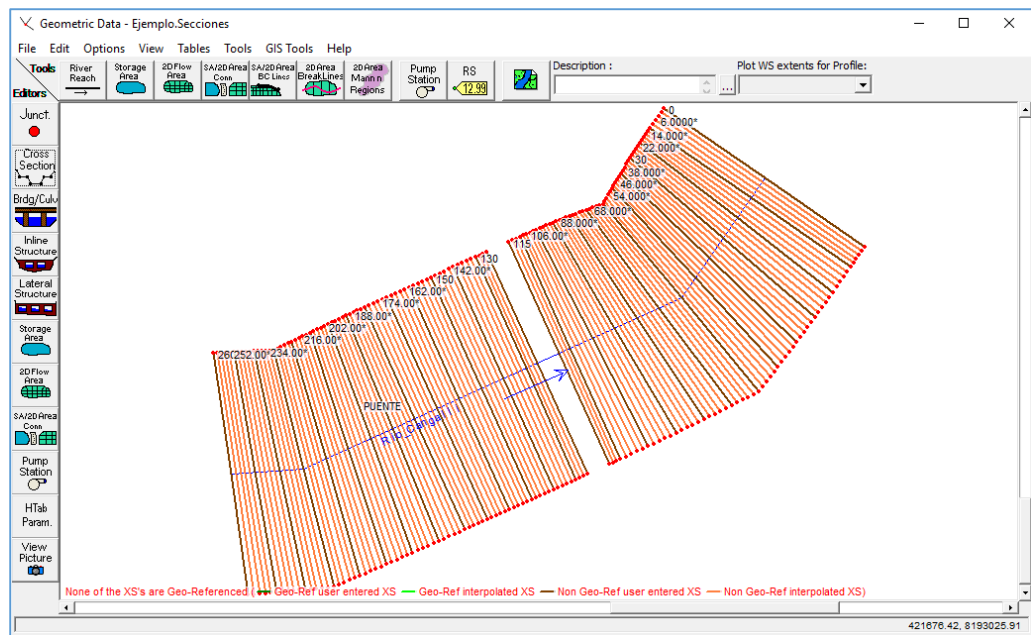 Geometric Data - Ejemplo.Secciones
File Edit Options View Tables Tools GIS Tools Help
Tools
Editors
River
Reach
Storage
Area
2D Flow
Area
SA/2D Area
Conn
SA/2D Area
BC Lines
2D Area
BreakLines
2D Area
Mann n
Regions
Pump
Station
RS
12.99
Description :
...
Plot WS extents for Profile:
Junct.
Cross
Section
Brdg/Culv
Inline
Structure
Lateral
Structure
Storage
Area
2D Flow
Area
SA/2D Area
Conn
Pump
Station
HTab
Param.
View
Picture
0
6.0000*
14.000*
22.000*
30
38.000*
46.000*
54.000*
68.000*
88.000*
106.00*
115
130
142.00*
150
162.00*
174.00*
188.00*
202.00*
216.00*
234.00*
252.00*
PUENTE
None of the XS's are Geo-Referenced ( Geo-Ref user entered XS Geo-Ref interpolated XS Non Geo-Ref user entered XS Non Geo-Ref interpolated XS)
421676.42, 8193025.91